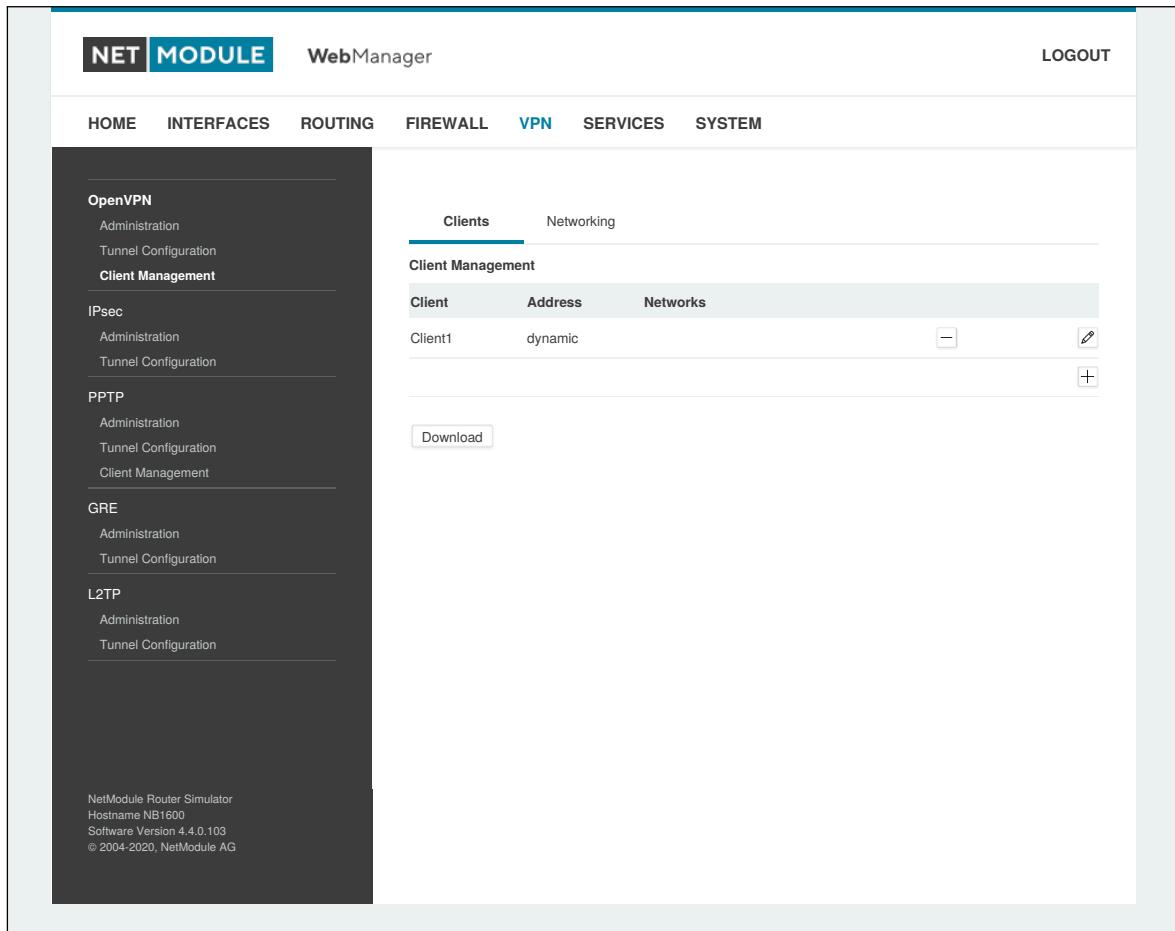 NET MODULE WebManager LOGOUT
HOME INTERFACES ROUTING FIREWALL VPN SERVICES SYSTEM
OpenVPN
Administration
Tunnel Configuration
Client Management
IPsec
Administration
Tunnel Configuration
PPTP
Administration
Tunnel Configuration
Client Management
GRE
Administration
Tunnel Configuration
L2TP
Administration
Tunnel Configuration
NetModule Router Simulator
Hostname NB1600
Software Version 4.4.0.103
© 2004-2020, NetModule AG
Clients Networking
Client Management
Client Address Networks
Client1 dynamic
Download